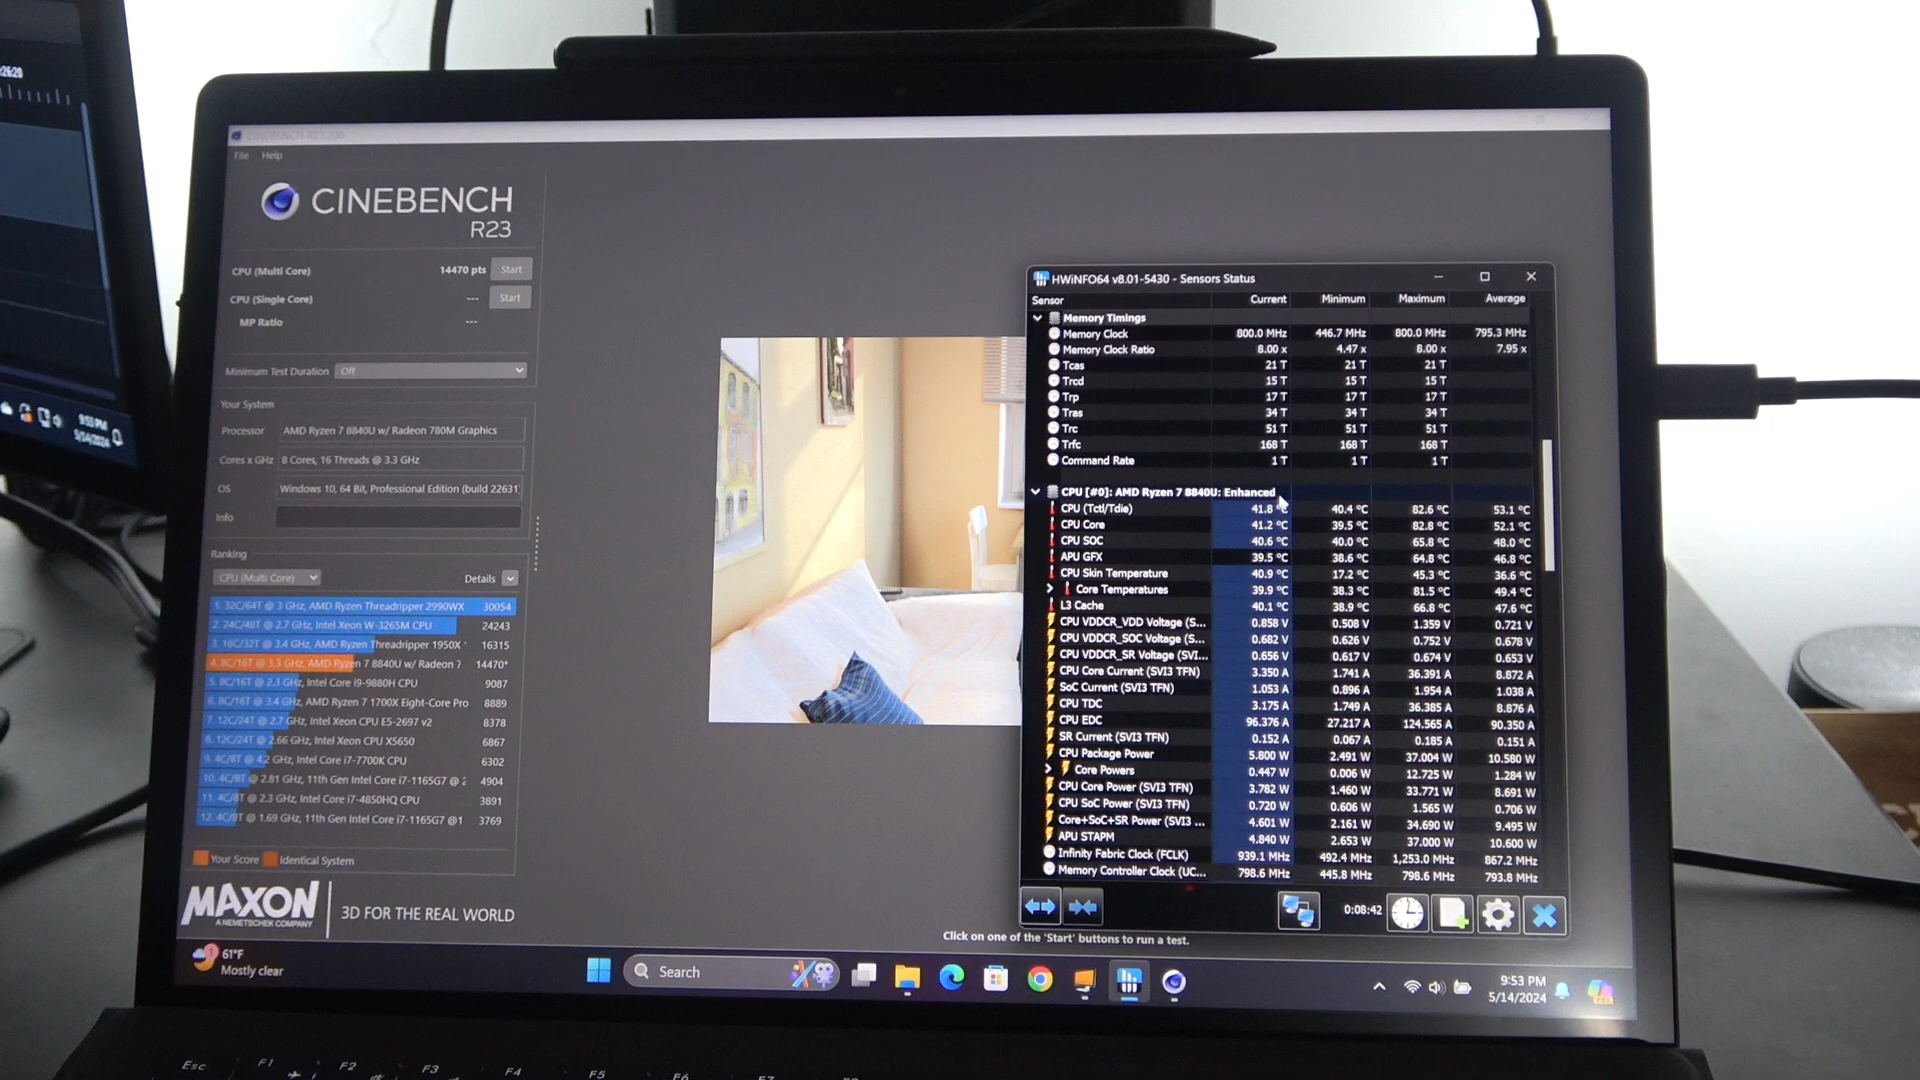 :26:20
9:53 PM
5/14/2024
CINEBENCH R23.200
File Help
CINEBENCH
R23
CPU (Multi Core) 14470 pts Start
CPU (Single Core) --- Start
MP Ratio ---
Minimum Test Duration Off
Your System
Processor AMD Ryzen 7 8840U w/ Radeon 780M Graphics
Cores x GHz 8 Cores, 16 Threads @ 3.3 GHz
OS Windows 10, 64 Bit, Professional Edition (build 22631
Info
Ranking
CPU (Multi Core) Details
1. 32C/64T @ 3 GHz, AMD Ryzen Threadripper 2990WX 30054
2. 24C/48T @ 2.7 GHz, Intel Xeon W-3265M CPU 24243
3. 16C/32T @ 3.4 GHz, AMD Ryzen Threadripper 1950X 16315
4. 8C/16T @ 3.3 GHz, AMD Ryzen 7 8840U w/ Radeon 7 14470*
5. 8C/16T @ 2.3 GHz, Intel Core i9-9880H CPU 9087
6. 8C/16T @ 3.4 GHz, AMD Ryzen 7 1700X Eight-Core Pro 8889
7. 12C/24T @ 2.7 GHz, Intel Xeon CPU E5-2697 v2 8378
8. 12C/24T @ 2.66 GHz, Intel Xeon CPU X5650 6867
9. 4C/8T @ 4.2 GHz, Intel Core i7-7700K CPU 6302
10. 4C/8T @ 2.81 GHz, 11th Gen Intel Core i7-1165G7 @ 2 4904
11. 4C/8T @ 2.3 GHz, Intel Core i7-4850HQ CPU 3891
12. 4C/8T @ 1.69 GHz, 11th Gen Intel Core i7-1165G7 @1 3769
Your Score Identical System
MAXON
A NEMETSCHEK COMPANY
3D FOR THE REAL WORLD
Click on one of the 'Start' buttons to run a test.
HWiNFO64 v8.01-5430 - Sensors Status
Sensor Current Minimum Maximum Average
Memory Timings
Memory Clock 800.0 MHz 446.7 MHz 800.0 MHz 795.3 MHz
Memory Clock Ratio 8.00 x 4.47 x 8.00 x 7.95 x
Tcas 21 T 21 T 21 T
Trcd 15 T 15 T 15 T
Trp 17 T 17 T 17 T
Tras 34 T 34 T 34 T
Trc 51 T 51 T 51 T
Trfc 168 T 168 T 168 T
Command Rate 1 T 1 T 1 T
CPU [#0]: AMD Ryzen 7 8840U: Enhanced
CPU (Tctl/Tdie) 41.8 °C 40.4 °C 82.6 °C 53.1 °C
CPU Core 41.2 °C 39.5 °C 82.8 °C 52.1 °C
CPU SOC 40.6 °C 40.0 °C 65.8 °C 48.0 °C
APU GFX 39.5 °C 38.6 °C 64.8 °C 46.8 °C
CPU Skin Temperature 40.9 °C 17.2 °C 45.3 °C 36.6 °C
Core Temperatures 39.9 °C 38.3 °C 81.5 °C 49.4 °C
L3 Cache 40.1 °C 38.9 °C 66.8 °C 47.6 °C
CPU VDDCR_VDD Voltage (S... 0.858 V 0.508 V 1.359 V 0.721 V
CPU VDDCR_SOC Voltage (S... 0.682 V 0.626 V 0.752 V 0.678 V
CPU VDDCR_SR Voltage (SVI... 0.656 V 0.617 V 0.674 V 0.653 V
CPU Core Current (SVI3 TFN) 3.350 A 1.741 A 36.391 A 8.872 A
SoC Current (SVI3 TFN) 1.053 A 0.896 A 1.954 A 1.038 A
CPU TDC 3.175 A 1.749 A 36.385 A 8.876 A
CPU EDC 96.376 A 27.217 A 124.565 A 90.350 A
SR Current (SVI3 TFN) 0.152 A 0.067 A 0.185 A 0.151 A
CPU Package Power 5.800 W 2.491 W 37.004 W 10.580 W
Core Powers 0.447 W 0.006 W 12.725 W 1.284 W
CPU Core Power (SVI3 TFN) 3.782 W 1.460 W 33.771 W 8.691 W
CPU SoC Power (SVI3 TFN) 0.720 W 0.606 W 1.565 W 0.706 W
Core+SoC+SR Power (SVI3 ... 4.601 W 2.161 W 34.690 W 9.495 W
APU STAPM 4.840 W 2.653 W 37.000 W 10.600 W
Infinity Fabric Clock (FCLK) 939.1 MHz 492.4 MHz 1,253.0 MHz 867.2 MHz
Memory Controller Clock (UC... 798.6 MHz 445.8 MHz 798.6 MHz 793.8 MHz
0:08:42
61°F
Mostly clear
Search
9:53 PM
5/14/2024
Esc F1 F2 F3 F4 F5 F6 F7